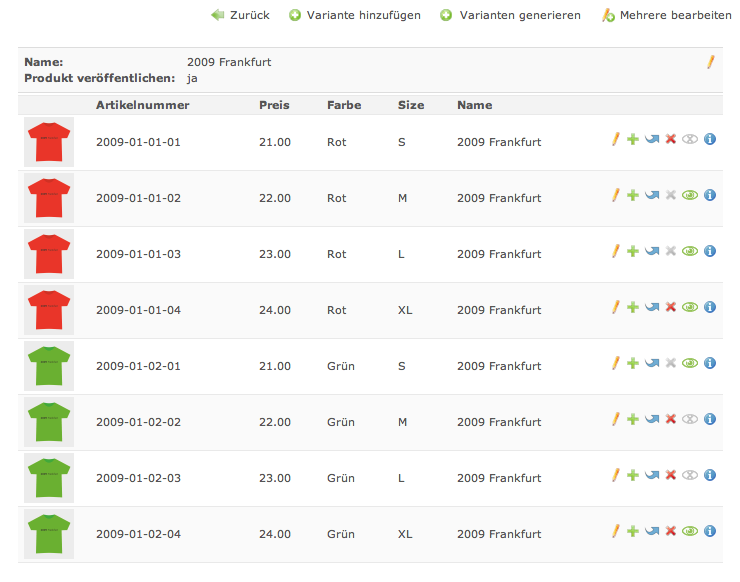 Zurück Variante hinzufügen Varianten generieren Mehrere bearbeiten
Name: 2009 Frankfurt
Produkt veröffentlichen: ja
Artikelnummer Preis Farbe Size Name
2009-01-01-01 21.00 Rot S 2009 Frankfurt
2009-01-01-02 22.00 Rot M 2009 Frankfurt
2009-01-01-03 23.00 Rot L 2009 Frankfurt
2009-01-01-04 24.00 Rot XL 2009 Frankfurt
2009-01-02-01 21.00 Grün S 2009 Frankfurt
2009-01-02-02 22.00 Grün M 2009 Frankfurt
2009-01-02-03 23.00 Grün L 2009 Frankfurt
2009-01-02-04 24.00 Grün XL 2009 Frankfurt